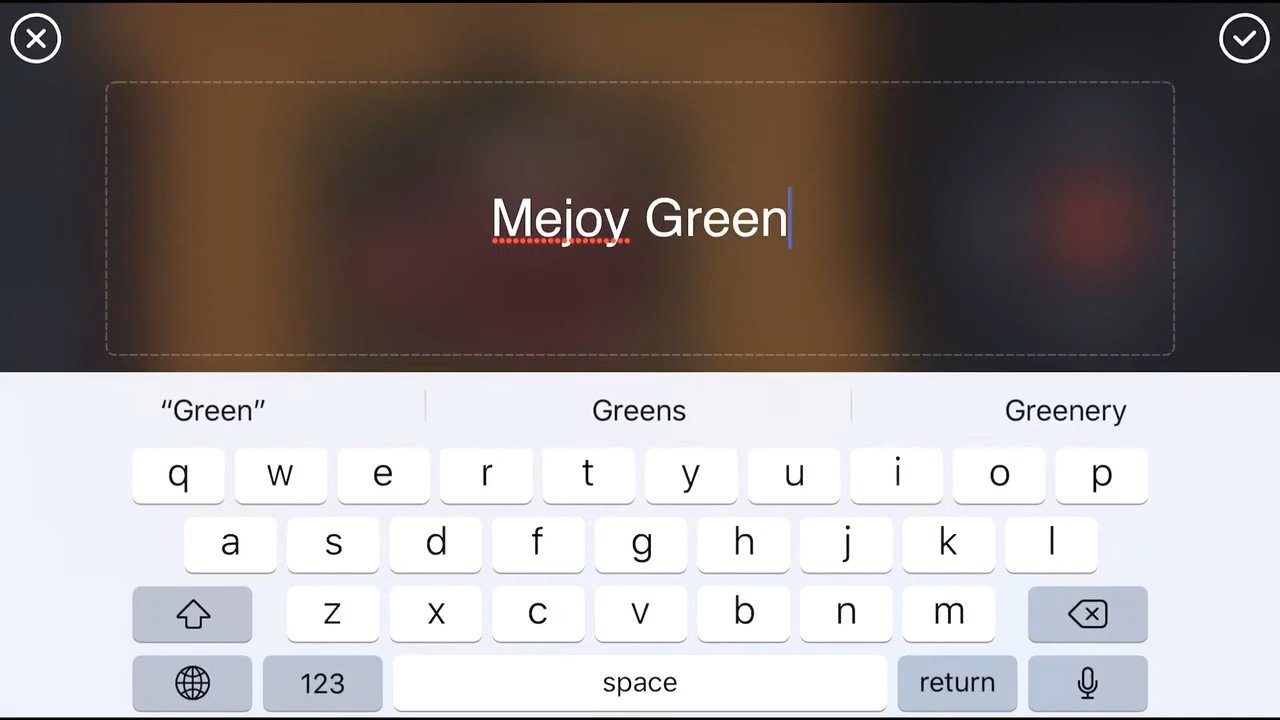 Mejoy Green
“Green” Greens Greenery
q w e r t y u i o p
a s d f g h j k l
z x c v b n m
123 space return